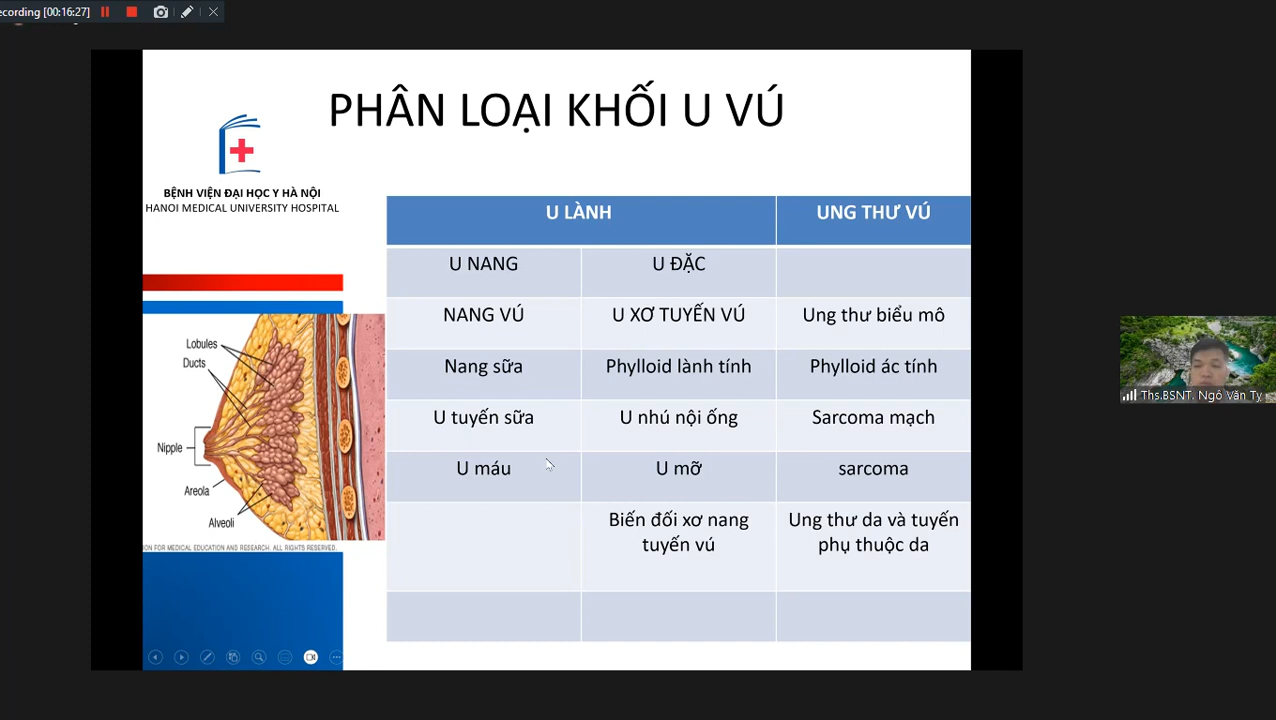 ecording [00:16:27]
PHÂN LOẠI KHỐI U VÚ
BỆNH VIỆN ĐẠI HỌC Y HÀ NỘI
HANOI MEDICAL UNIVERSITY HOSPITAL
U LÀNH
UNG THƯ VÚ
U NANG
U ĐẶC
NANG VÚ
U XƠ TUYẾN VÚ
Ung thư biểu mô
Nang sữa
Phylloid lành tính
Phylloid ác tính
U tuyến sữa
U nhú nội ống
Sarcoma mạch
U máu
U mỡ
sarcoma
Biến đối xơ nang
tuyến vú
Ung thư da và tuyến
phụ thuộc da
Lobules
Ducts
Nipple
Areola
Alveoli
ION FOR MEDICAL EDUCATION AND RESEARCH. ALL RIGHTS RESERVED.
Ths.BSNT. Ngô Văn Tỵ